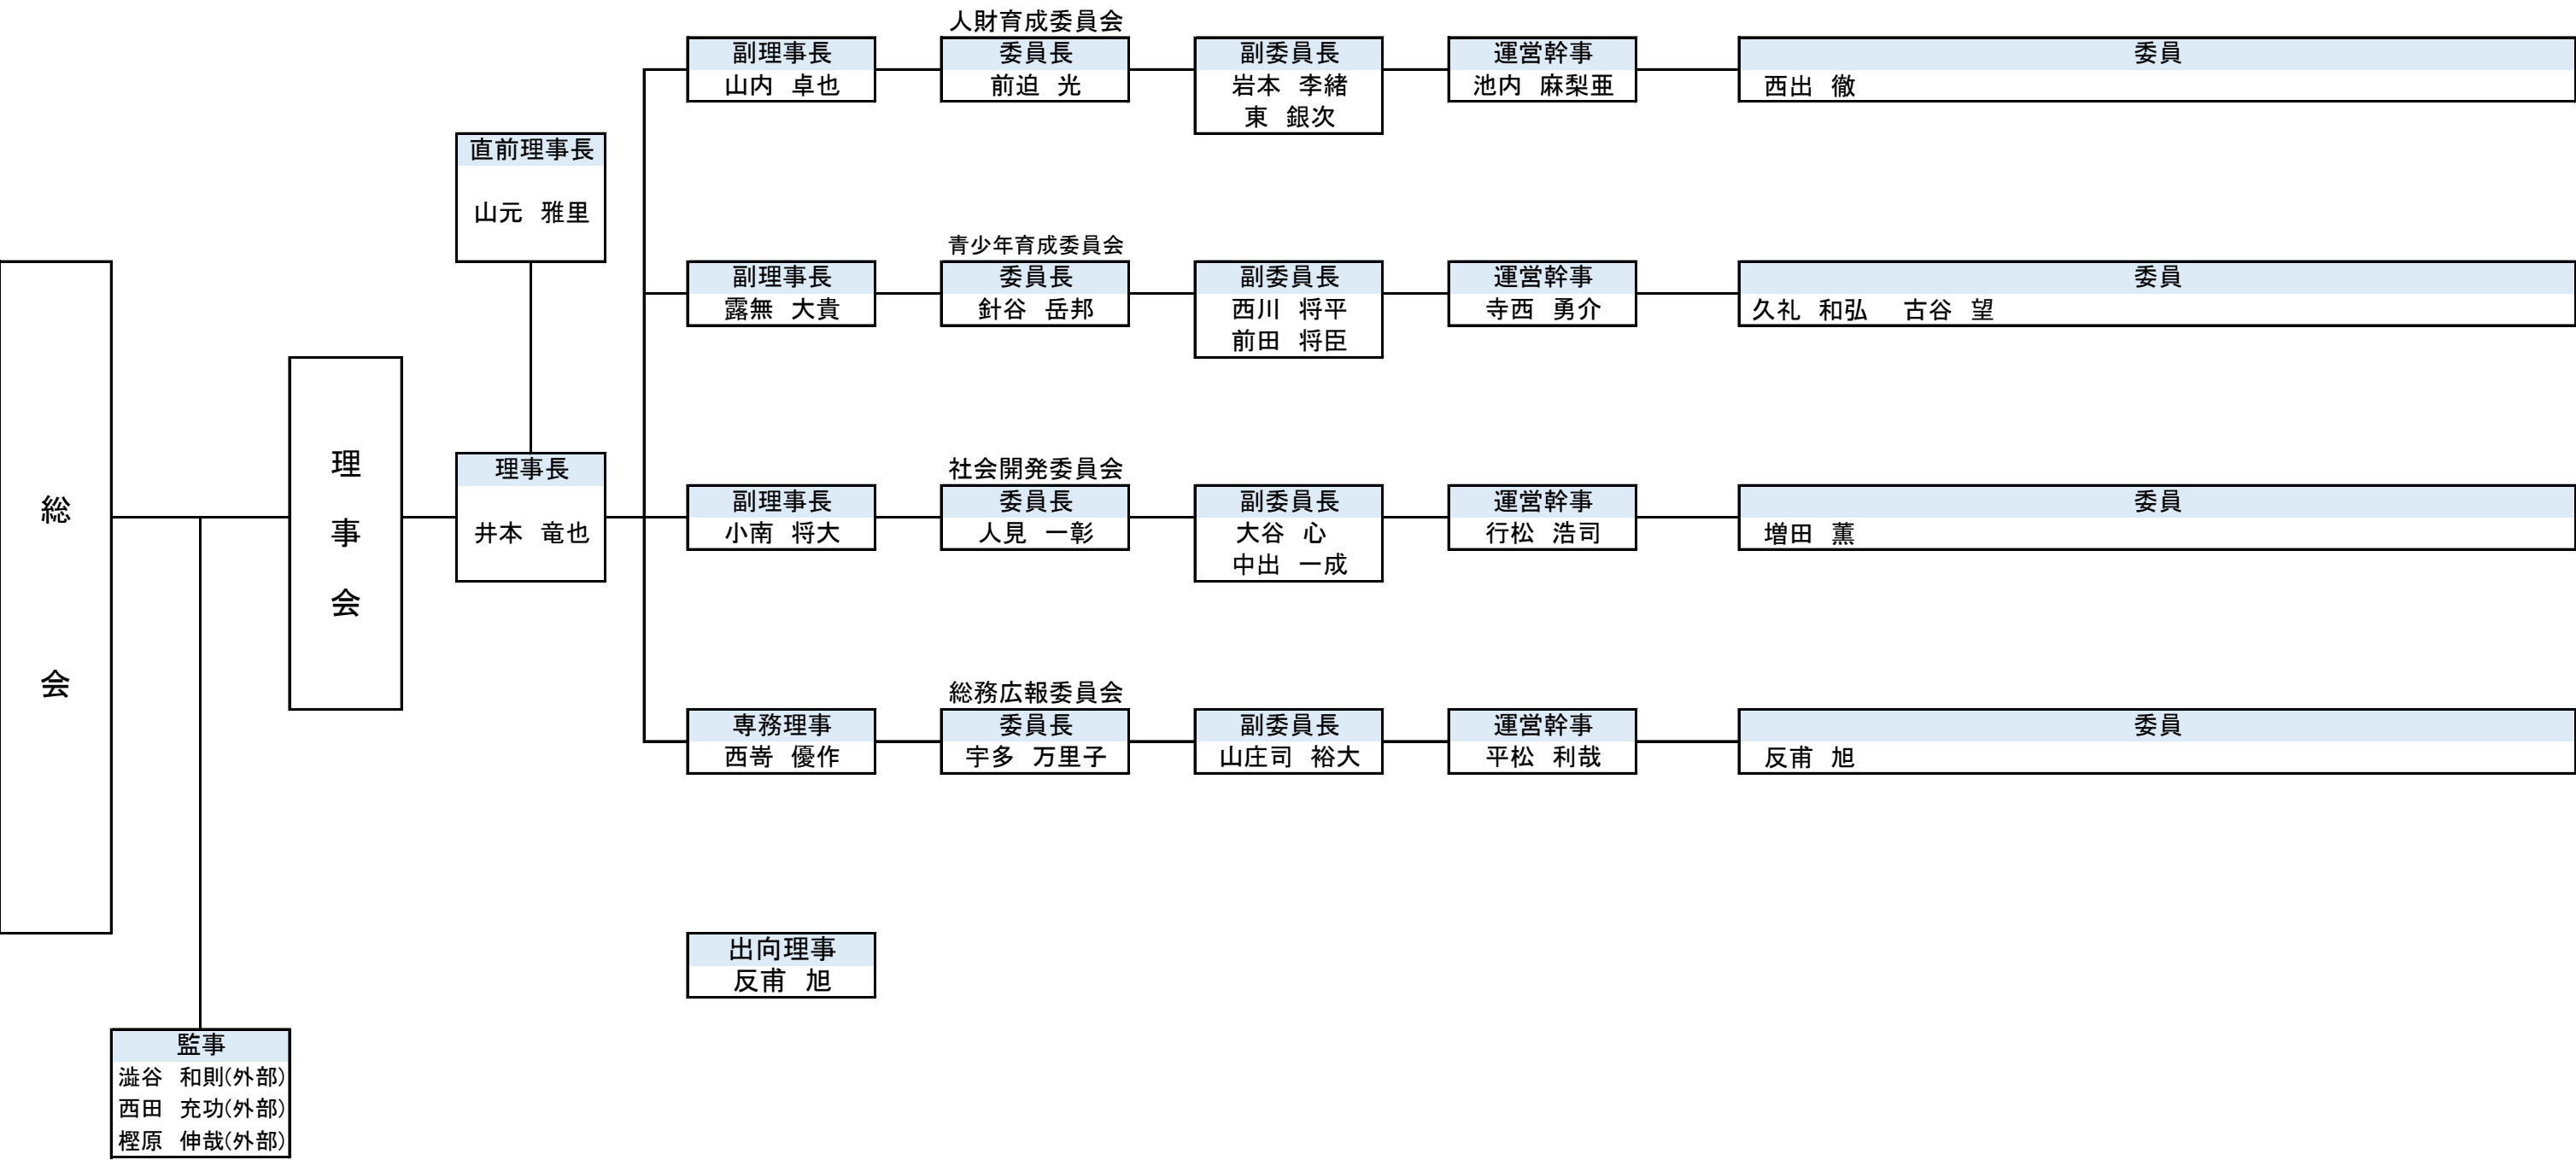 人財育成委員会
副理事長 委員長 副委員長 運営幹事 委員
山内 卓也 前迫 光 岩本 李緒 池内 麻梨亜 西出 徹
東 銀次
直前理事長
山元 雅里
青少年育成委員会
副理事長 委員長 副委員長 運営幹事 委員
露無 大貴 針谷 岳邦 西川 将平 寺西 勇介 久礼 和弘 古谷 望
前田 将臣
総会
理事会
理事長
井本 竜也
社会開発委員会
副理事長 委員長 副委員長 運営幹事 委員
小南 将大 人見 一彰 大谷 心 行松 浩司 増田 薫
中出 一成
総務広報委員会
専務理事 委員長 副委員長 運営幹事 委員
西嵜 優作 宇多 万里子 山庄司 裕大 平松 利哉 反甫 旭
出向理事
反甫 旭
監事
澁谷 和則(外部)
西田 充功(外部)
樫原 伸哉(外部)